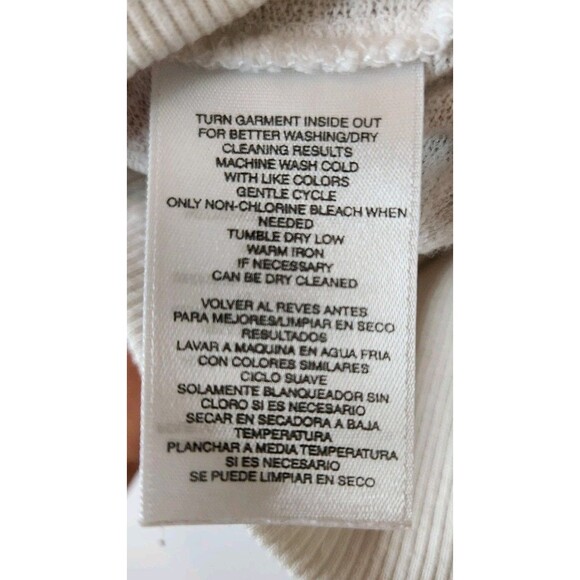 TURN GARMENT INSIDE OUT
FOR BETTER WASHING/DRY
CLEANING RESULTS
MACHINE WASH COLD
WITH LIKE COLORS
GENTLE CYCLE
ONLY NON-CHLORINE BLEACH WHEN
NEEDED
TUMBLE DRY LOW
WARM IRON
IF NECESSARY
CAN BE DRY CLEANED
VOLVER AL REVES ANTES
PARA MEJORES/LIMPIAR EN SECO
RESULTADOS
LAVAR A MAQUINA EN AGUA FRIA
CON COLORES SIMILARES
CICLO SUAVE
SOLAMENTE BLANQUEADOR SIN
CLORO SI ES NECESARIO
SECAR EN SECADORA A BAJA
TEMPERATURA
PLANCHAR A MEDIA TEMPERATURA
SI ES NECESARIO
SE PUEDE LIMPIAR EN SECO